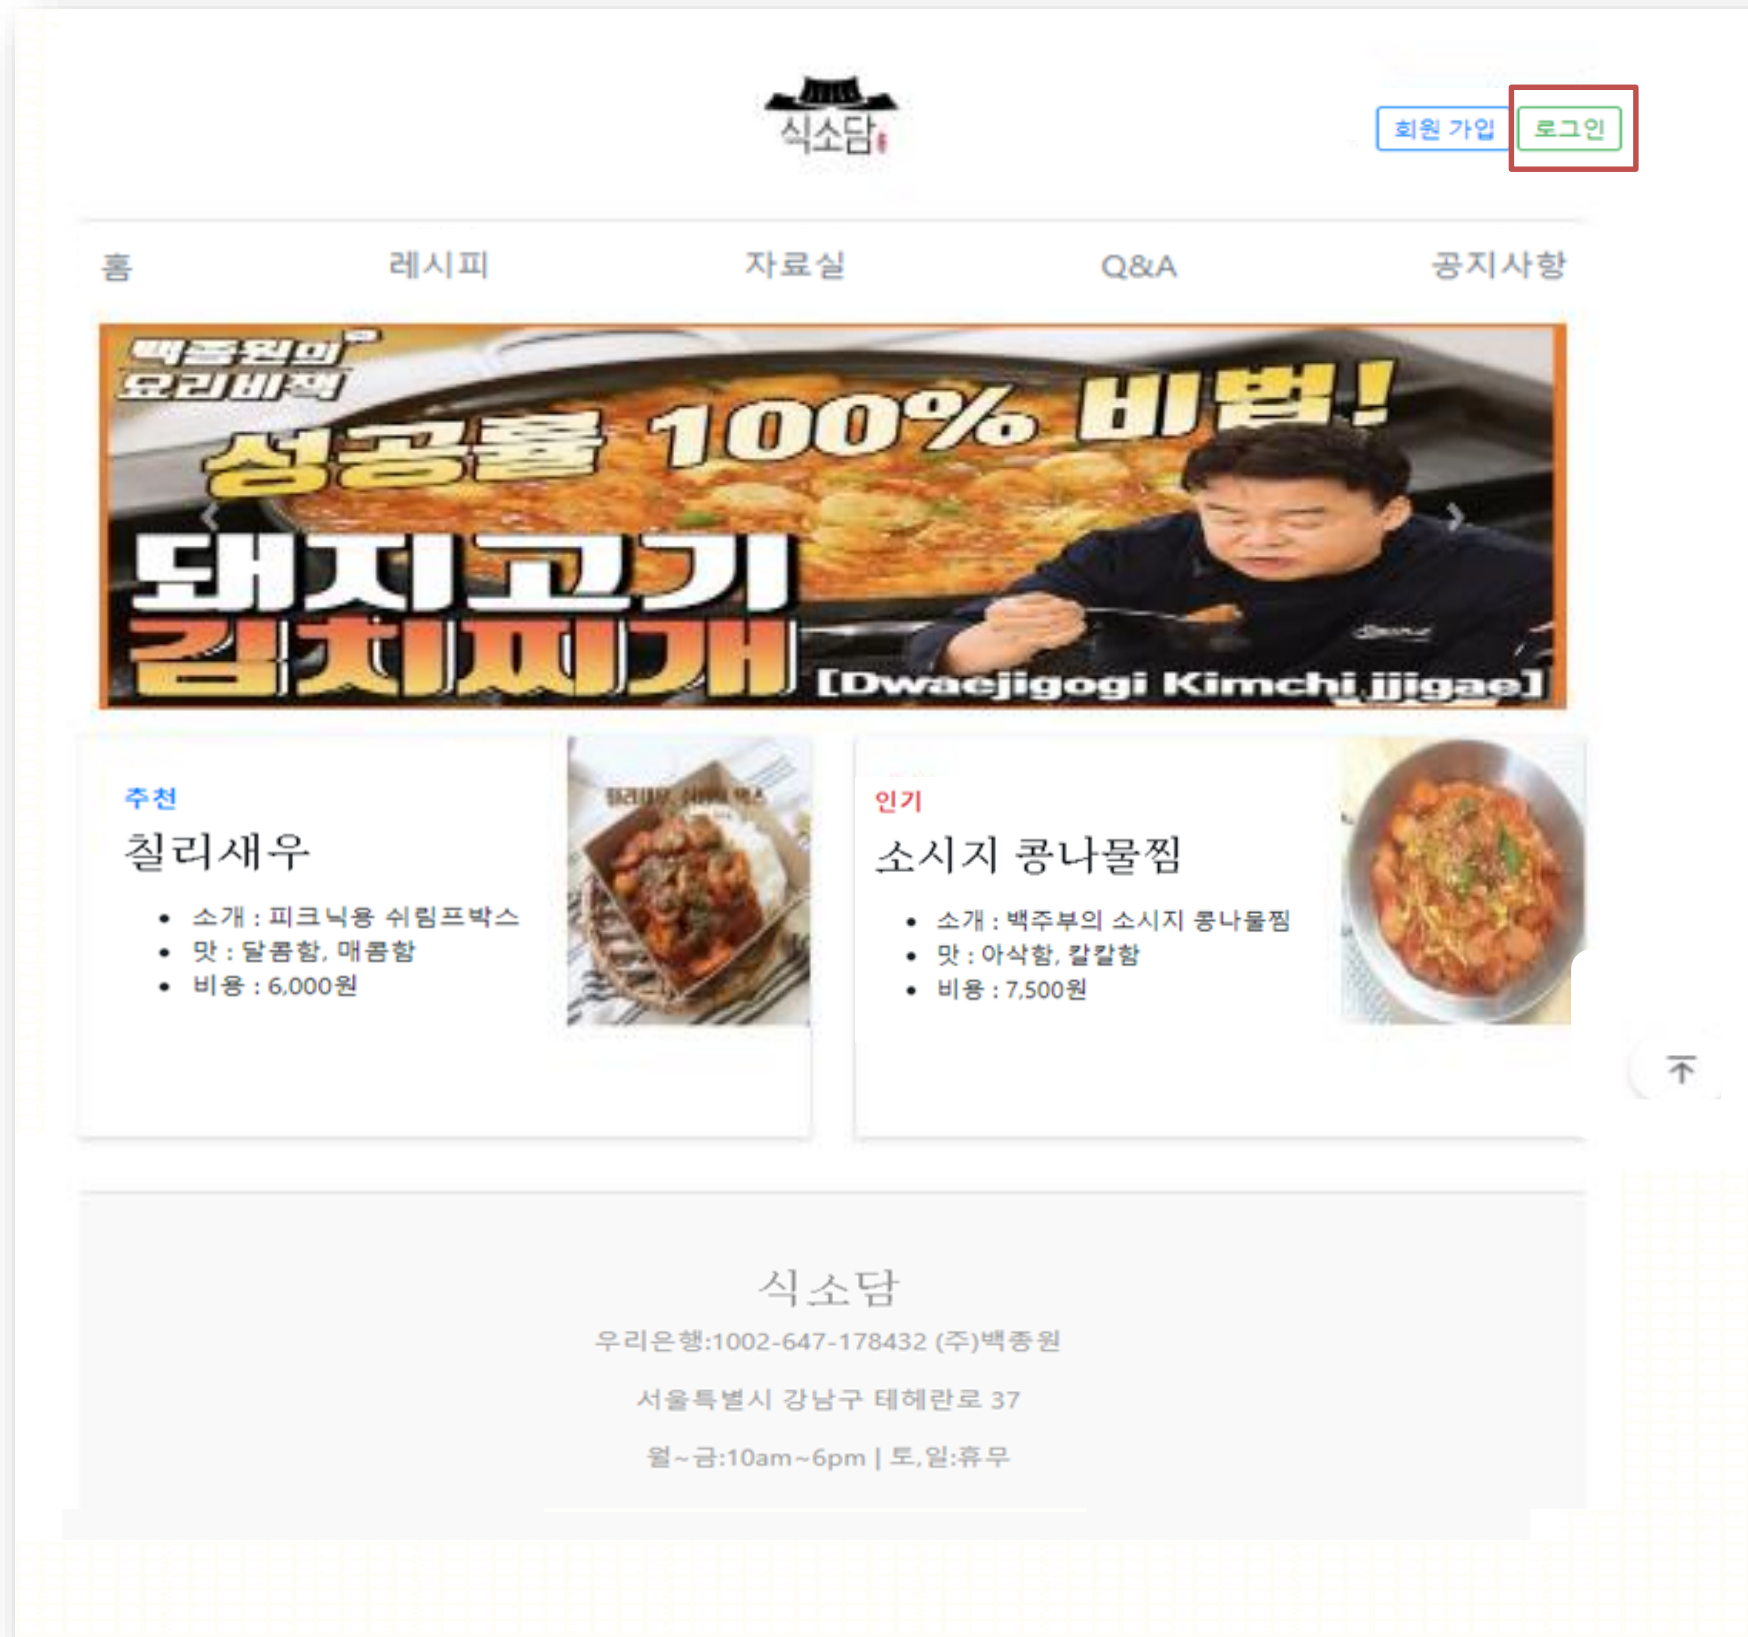 식소담
회원 가입
로그인
홈
레시피
자료실
Q&A
공지사항
백종원의
요리비책
성공률 100% 비법!
돼지고기
김치찌개
[Dwaejigogi Kimchi jjigae]
추천
칠리새우
소개 : 피크닉용 쉬림프박스
맛 : 달콤함, 매콤함
비용 : 6,000원
인기
소시지 콩나물찜
소개 : 백주부의 소시지 콩나물찜
맛 : 아삭함, 칼칼함
비용 : 7,500원
식소담
우리은행:1002-647-178432 (주)백종원
서울특별시 강남구 테헤란로 37
월~금:10am~6pm | 토,일:휴무